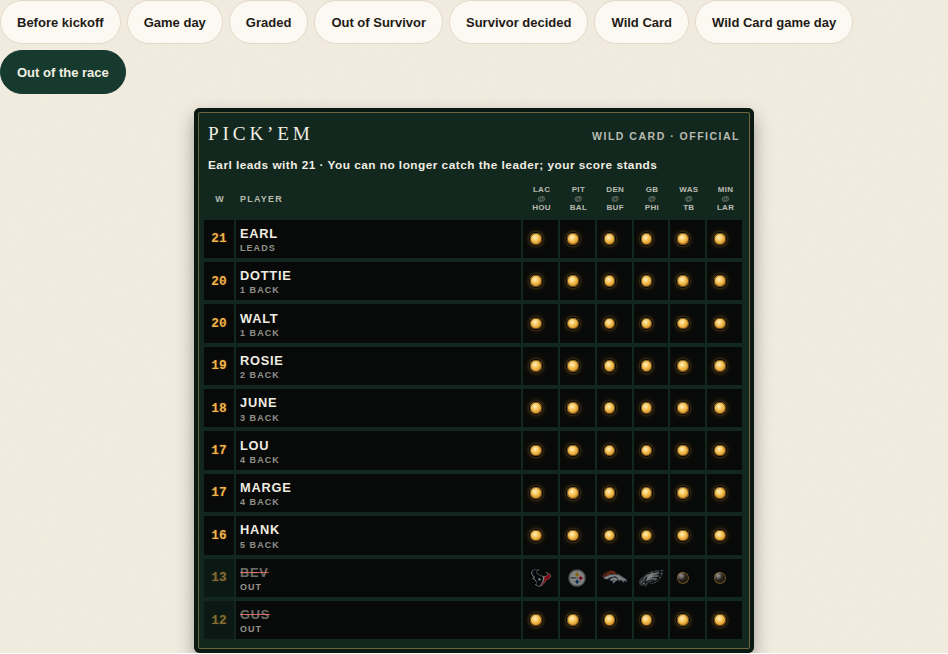 Before kickoff
Game day
Graded
Out of Survivor
Survivor decided
Wild Card
Wild Card game day
Out of the race
PICK’EM
WILD CARD · OFFICIAL
Earl leads with 21 · You can no longer catch the leader; your score stands
W PLAYER
LAC @ HOU
PIT @ BAL
DEN @ BUF
GB @ PHI
WAS @ TB
MIN @ LAR
21 EARL
LEADS
20 DOTTIE
1 BACK
20 WALT
1 BACK
19 ROSIE
2 BACK
18 JUNE
3 BACK
17 LOU
4 BACK
17 MARGE
4 BACK
16 HANK
5 BACK
13 BEV
OUT
12 GUS
OUT